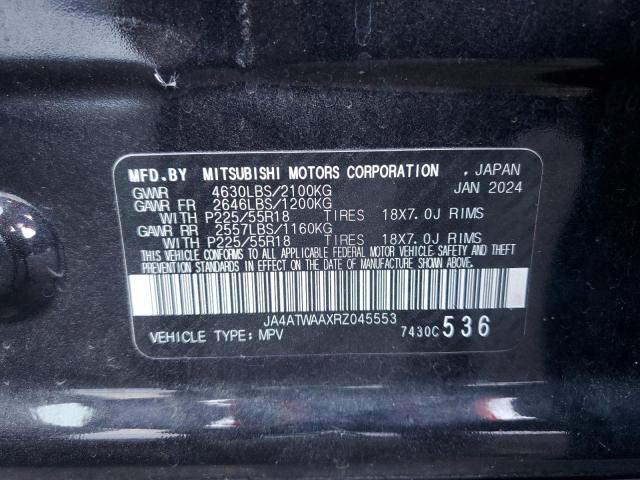 MFD.BY MITSUBISHI MOTORS CORPORATION , JAPAN
GVWR 4630LBS/2100KG JAN 2024
GAWR FR 2646LBS/1200KG
WITH P225/55R18 TIRES 18X7.0J RIMS
GAWR RR 2557LBS/1160KG
WITH P225/55R18 TIRES 18X7.0J RIMS
THIS VEHICLE CONFORMS TO ALL APPLICABLE FEDERAL MOTOR VEHICLE SAFETY AND THEFT
PREVENTION STANDARDS IN EFFECT ON THE DATE OF MANUFACTURE SHOWN ABOVE.
JA4ATWAAXRZ045553
VEHICLE TYPE: MPV 7430C 536